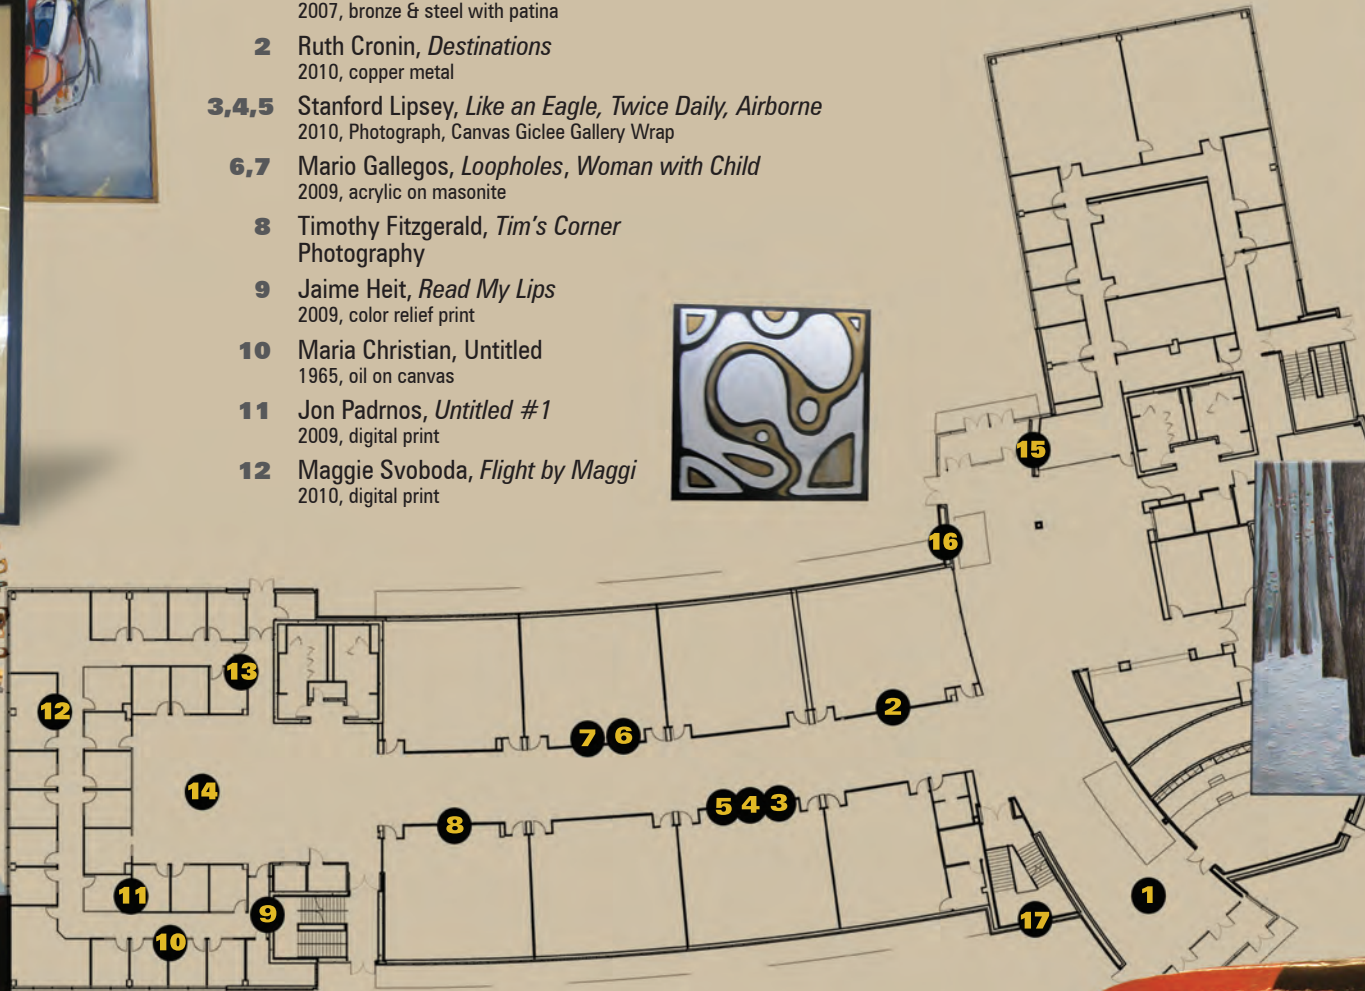 2007, bronze & steel with patina
2 Ruth Cronin, Destinations
2010, copper metal
3,4,5 Stanford Lipsey, Like an Eagle, Twice Daily, Airborne
2010, Photograph, Canvas Giclee Gallery Wrap
6,7 Mario Gallegos, Loopholes, Woman with Child
2009, acrylic on masonite
8 Timothy Fitzgerald, Tim's Corner
Photography
9 Jaime Heit, Read My Lips
2009, color relief print
10 Maria Christian, Untitled
1965, oil on canvas
11 Jon Padrnos, Untitled #1
2009, digital print
12 Maggie Svoboda, Flight by Maggi
2010, digital print
15
16
13
12
2
7 6
14
5 4 3
8
11
1
9
17
10